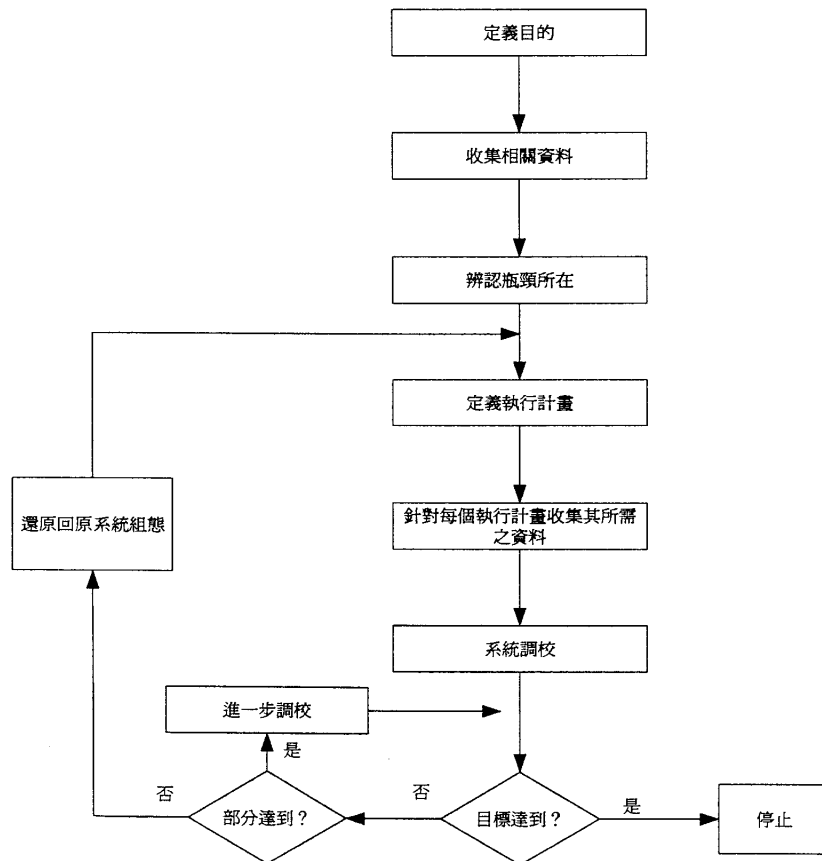 定義目的
收集相關資料
辨認瓶頸所在
定義執行計畫
還原回原系統組態
針對每個執行計畫收集其所需
之資料
系統調校
進一步調校
是
否
部分達到？
否
目標達到？
是
停止